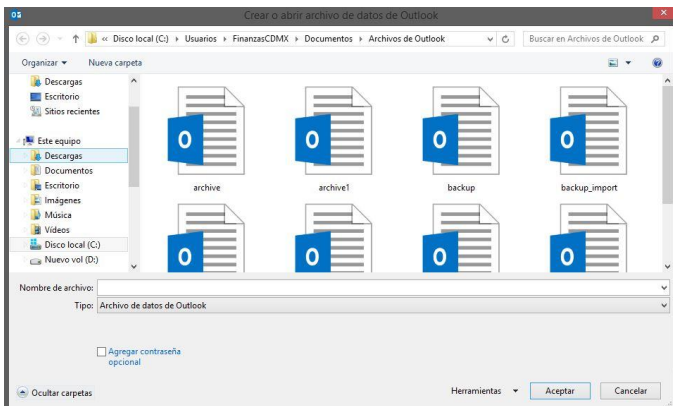 Crear o abrir archivo de datos de Outlook
« Disco local (C:) Usuarios FinanzasCDMX Documentos Archivos de Outlook
Buscar en Archivos de Outlook
Organizar Nueva carpeta
Descargas
Escritorio
Sitios recientes
Este equipo
Descargas
Documentos
Escritorio
Imágenes
Música
Vídeos
Disco local (C:)
Nuevo vol (D:)
archive archive1 backup backup_import
Nombre de archivo:
Tipo: Archivo de datos de Outlook
Agregar contraseña
opcional
Ocultar carpetas
Herramientas Aceptar Cancelar